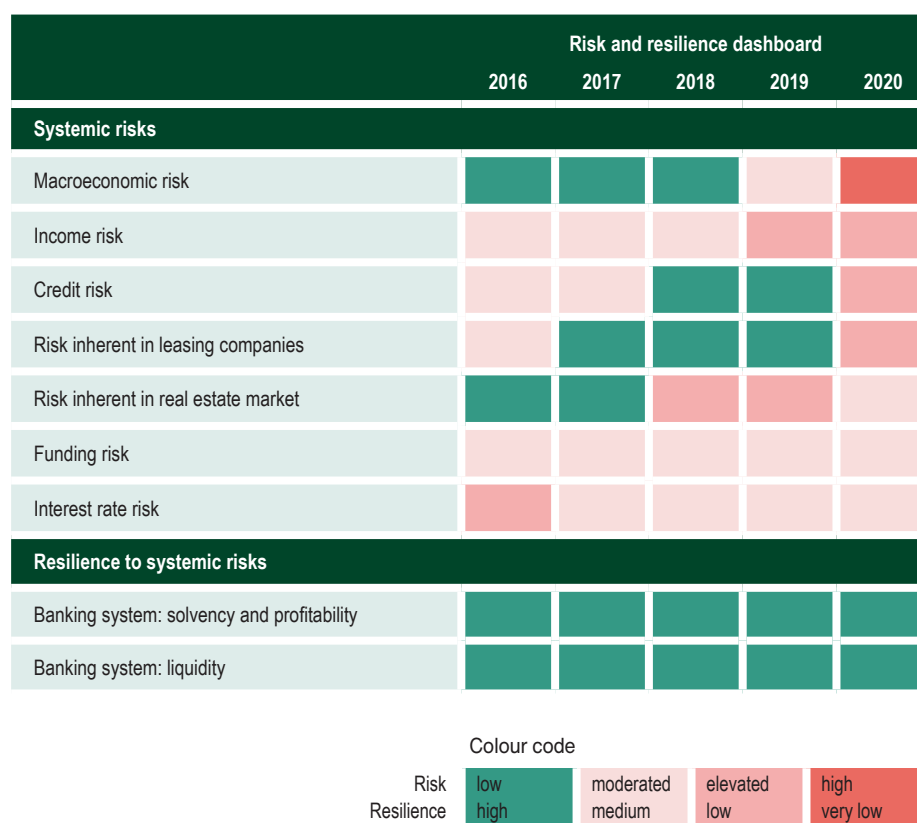 Risk and resilience dashboard
2016 2017 2018 2019 2020
Systemic risks
Macroeconomic risk
Income risk
Credit risk
Risk inherent in leasing companies
Risk inherent in real estate market
Funding risk
Interest rate risk
Resilience to systemic risks
Banking system: solvency and profitability
Banking system: liquidity
Colour code
Risk low moderated elevated high
Resilience high medium low very low